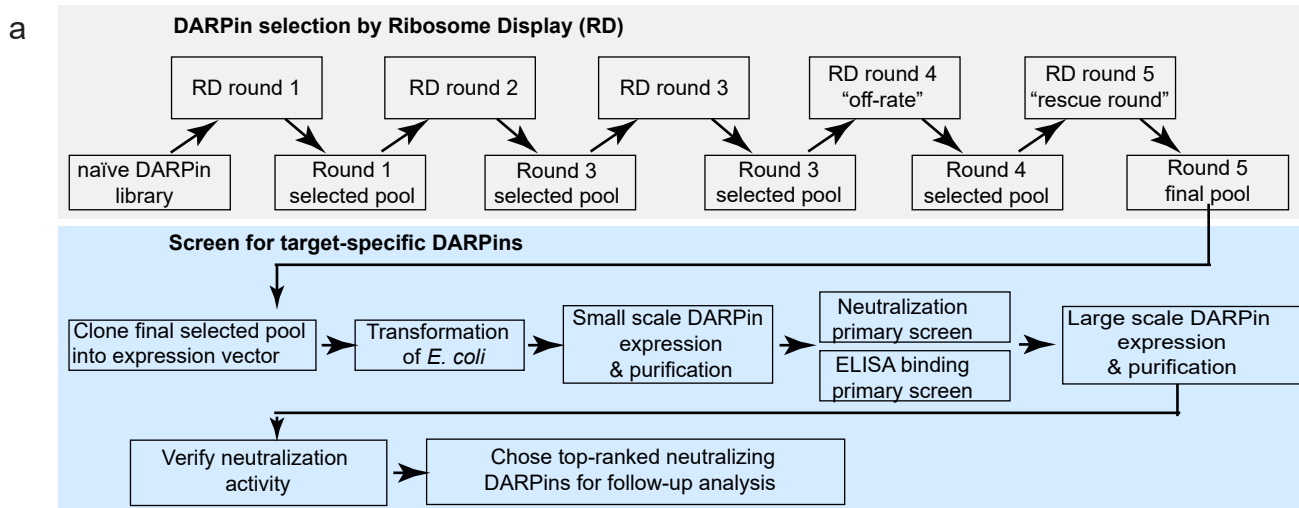 a
DARPin selection by Ribosome Display (RD)
RD round 1
RD round 2
RD round 3
RD round 4
“off-rate”
RD round 5
“rescue round”
naïve DARPin
library
Round 1
selected pool
Round 3
selected pool
Round 3
selected pool
Round 4
selected pool
Round 5
final pool
Screen for target-specific DARPins
Clone final selected pool
into expression vector
Transformation
of E. coli
Small scale DARPin
expression
& purification
Neutralization
primary screen
ELISA binding
primary screen
Large scale DARPin
expression
& purification
Verify neutralization
activity
Chose top-ranked neutralizing
DARPins for follow-up analysis